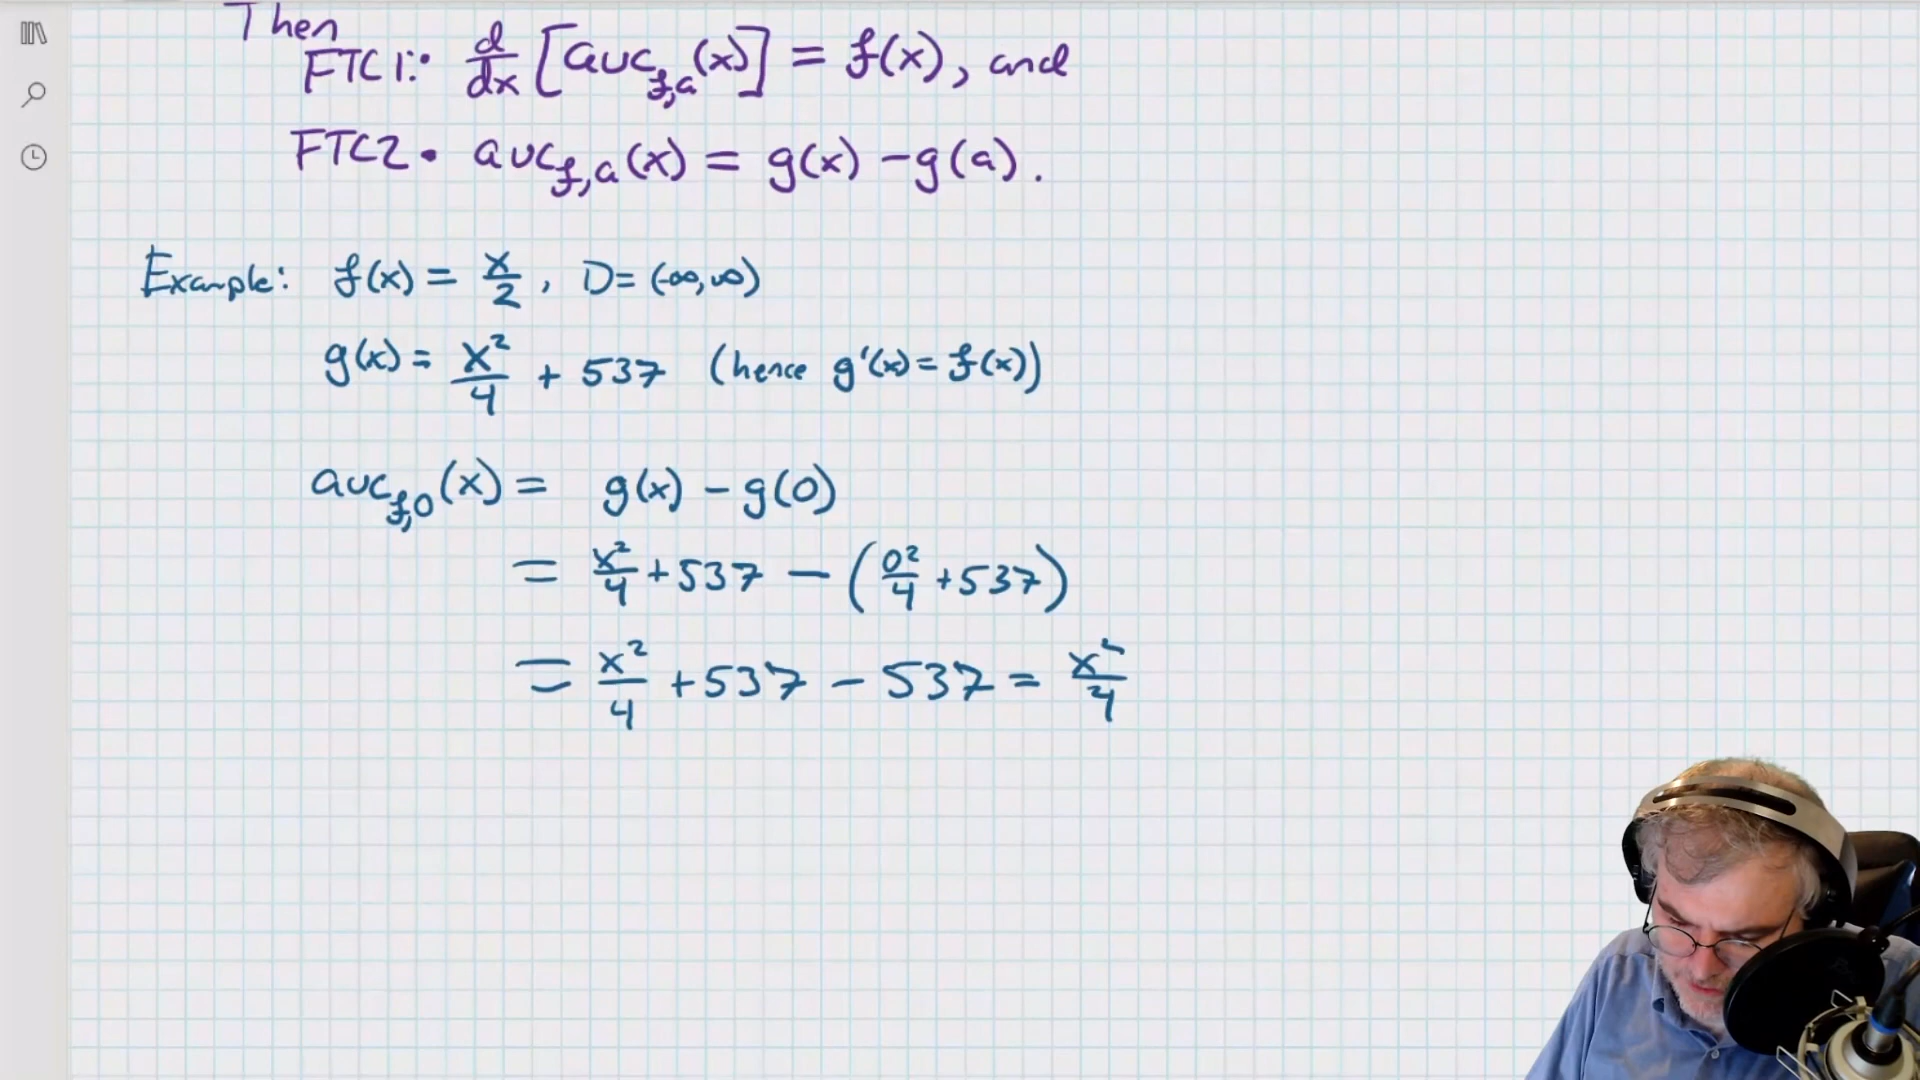 Then
FTC1: d/dx [auc_f,a(x)] = f(x), and
FTC2• auc_f,a(x) = g(x) - g(a).
Example: f(x) = x/2, D = (-∞,∞)
g(x) = x²/4 + 537 (hence g'(x) = f(x))
auc_f,0(x) = g(x) - g(0)
= x²/4 + 537 - (0²/4 + 537)
= x²/4 + 537 - 537 = x²/4